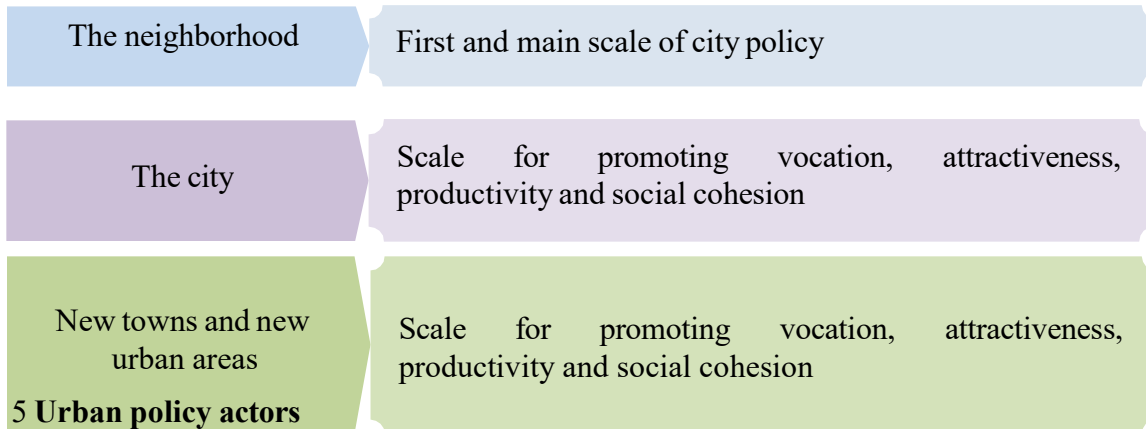 The neighborhood
First and main scale of city policy
The city
Scale for promoting vocation, attractiveness,
productivity and social cohesion
New towns and new
urban areas
Scale for promoting vocation, attractiveness,
productivity and social cohesion
5 Urban policy actors